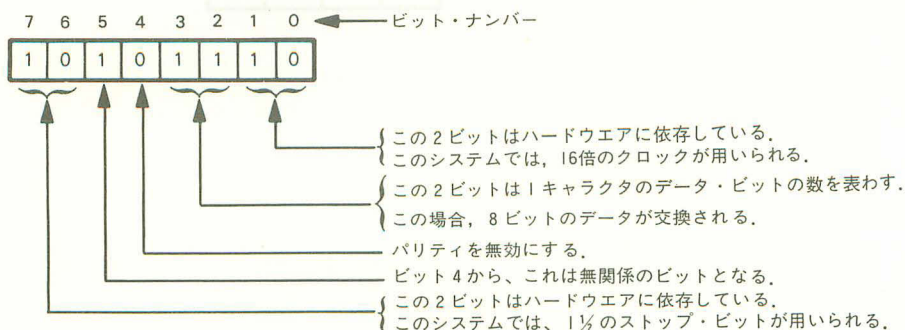 7 6 5 4 3 2 1 0 ビット・ナンバー
1 0 1 0 1 1 1 0
この2ビットはハードウエアに依存している.
このシステムでは, 16倍のクロックが用いられる.
この2ビットは1キャラクタのデータ・ビットの数を表わす.
この場合, 8ビットのデータが交換される.
パリティを無効にする.
ビット4から、これは無関係のビットとなる.
この2ビットはハードウエアに依存している.
このシステムでは、1½のストップ・ビットが用いられる.